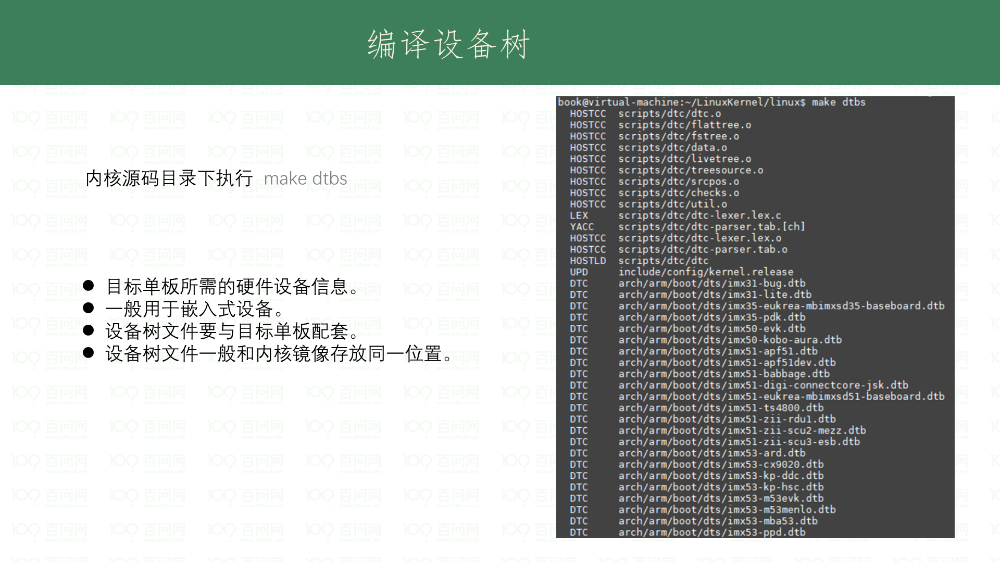 编译设备树
内核源码目录下执行 make dtbs
● 目标单板所需的硬件设备信息。
● 一般用于嵌入式设备。
● 设备树文件要与目标单板配套。
● 设备树文件一般和内核镜像存放同一位置。
book@virtual-machine:~/LinuxKernel/linux$ make dtbs
HOSTCC scripts/dtc/dtc.o
HOSTCC scripts/dtc/flattree.o
HOSTCC scripts/dtc/fstree.o
HOSTCC scripts/dtc/data.o
HOSTCC scripts/dtc/livetree.o
HOSTCC scripts/dtc/treesource.o
HOSTCC scripts/dtc/srcpos.o
HOSTCC scripts/dtc/checks.o
HOSTCC scripts/dtc/util.o
LEX scripts/dtc/dtc-lexer.lex.c
YACC scripts/dtc/dtc-parser.tab.[ch]
HOSTCC scripts/dtc/dtc-lexer.lex.o
HOSTCC scripts/dtc/dtc-parser.tab.o
HOSTLD scripts/dtc/dtc
UPD include/config/kernel.release
DTC arch/arm/boot/dts/imx31-bug.dtb
DTC arch/arm/boot/dts/imx31-lite.dtb
DTC arch/arm/boot/dts/imx35-eukrea-mbimxsd35-baseboard.dtb
DTC arch/arm/boot/dts/imx35-pdk.dtb
DTC arch/arm/boot/dts/imx50-evk.dtb
DTC arch/arm/boot/dts/imx50-kobo-aura.dtb
DTC arch/arm/boot/dts/imx51-apf51.dtb
DTC arch/arm/boot/dts/imx51-apf51dev.dtb
DTC arch/arm/boot/dts/imx51-babbage.dtb
DTC arch/arm/boot/dts/imx51-digi-connectcore-jsk.dtb
DTC arch/arm/boot/dts/imx51-eukrea-mbimxsd51-baseboard.dtb
DTC arch/arm/boot/dts/imx51-ts4800.dtb
DTC arch/arm/boot/dts/imx51-zii-rdu1.dtb
DTC arch/arm/boot/dts/imx51-zii-scu2-mezz.dtb
DTC arch/arm/boot/dts/imx51-zii-scu3-esb.dtb
DTC arch/arm/boot/dts/imx53-ard.dtb
DTC arch/arm/boot/dts/imx53-cx9020.dtb
DTC arch/arm/boot/dts/imx53-kp-ddc.dtb
DTC arch/arm/boot/dts/imx53-kp-hsc.dtb
DTC arch/arm/boot/dts/imx53-m53evk.dtb
DTC arch/arm/boot/dts/imx53-m53menlo.dtb
DTC arch/arm/boot/dts/imx53-mba53.dtb
DTC arch/arm/boot/dts/imx53-ppd.dtb